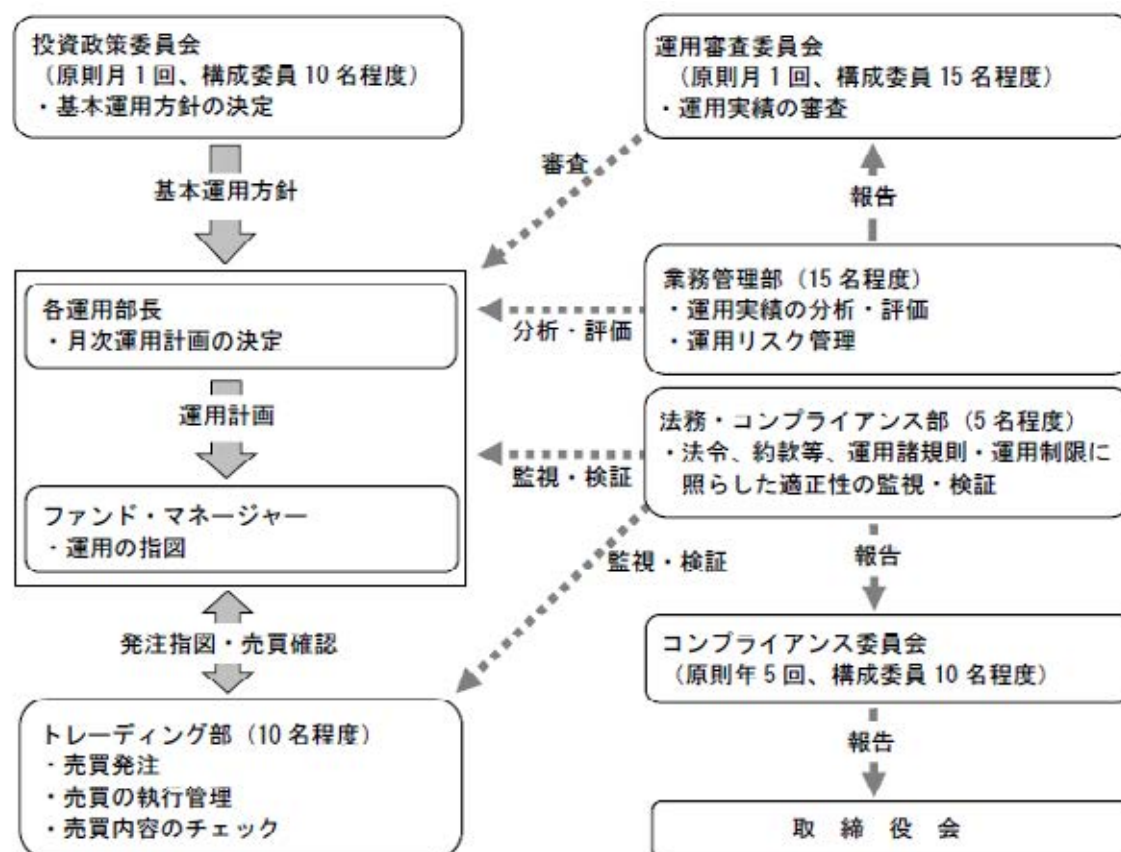 投資政策委員会
（原則月１回、構成委員 10 名程度）
・基本運用方針の決定
基本運用方針
各運用部長
・月次運用計画の決定
運用計画
ファンド・マネージャー
・運用の指図
発注指図・売買確認
トレーディング部（10 名程度）
・売買発注
・売買の執行管理
・売買内容のチェック
運用審査委員会
（原則月１回、構成委員 15 名程度）
・運用実績の審査
審査
報告
業務管理部（15 名程度）
・運用実績の分析・評価
・運用リスク管理
分析・評価
法務・コンプライアンス部（5 名程度）
・法令、約款等、運用諸規則・運用制限に
照らした適正性の監視・検証
監視・検証
監視・検証
報告
コンプライアンス委員会
（原則年 5 回、構成委員 10 名程度）
報告
取　締　役　会